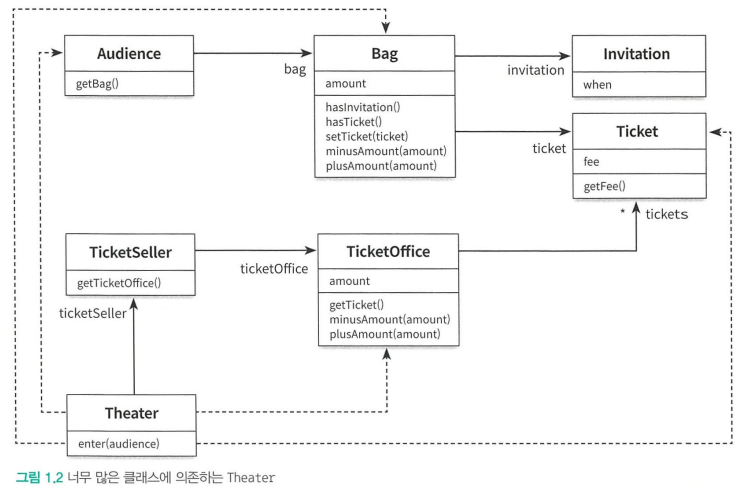 Audience
getBag()
bag
Bag
amount
hasInvitation()
hasTicket()
setTicket(ticket)
minusAmount(amount)
plusAmount(amount)
invitation
Invitation
when
ticket
Ticket
fee
getFee()
* tickets
TicketSeller
getTicketOffice()
ticketOffice
TicketOffice
amount
getTicket()
minusAmount(amount)
plusAmount(amount)
ticketSeller
Theater
enter(audience)
그림 1.2 너무 많은 클래스에 의존하는 Theater